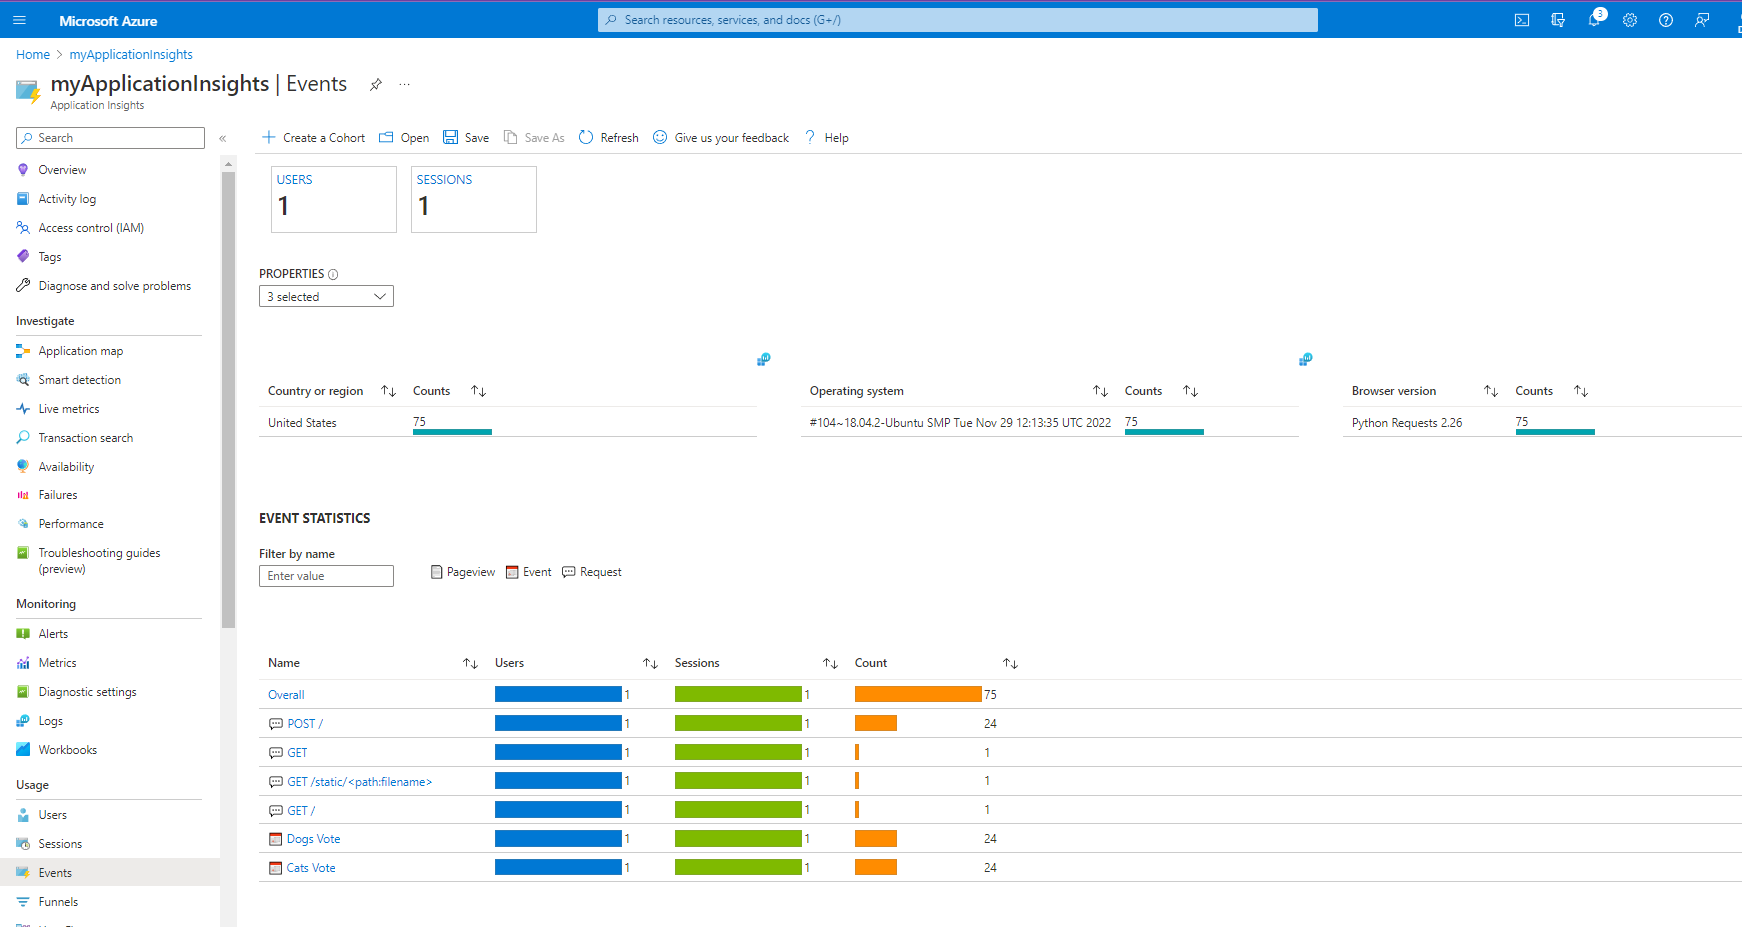 Microsoft Azure
Search resources, services, and docs (G+/)
3
Home > myApplicationInsights
myApplicationInsights | Events
Application Insights
Search
Overview
Activity log
Access control (IAM)
Tags
Diagnose and solve problems
Investigate
Application map
Smart detection
Live metrics
Transaction search
Availability
Failures
Performance
Troubleshooting guides
(preview)
Monitoring
Alerts
Metrics
Diagnostic settings
Logs
Workbooks
Usage
Users
Sessions
Events
Funnels
Create a Cohort Open Save Save As Refresh Give us your feedback Help
USERS SESSIONS
1 1
PROPERTIES
3 selected
Country or region Counts Operating system Counts Browser version Counts
United States 75 #104~18.04.2-Ubuntu SMP Tue Nov 29 12:13:35 UTC 2022 75 Python Requests 2.26 75
EVENT STATISTICS
Filter by name
Enter value Pageview Event Request
Name Users Sessions Count
Overall 1 1 75
POST / 1 1 24
GET 1 1 1
GET /static/<path:filename> 1 1 1
GET / 1 1 1
Dogs Vote 1 1 24
Cats Vote 1 1 24